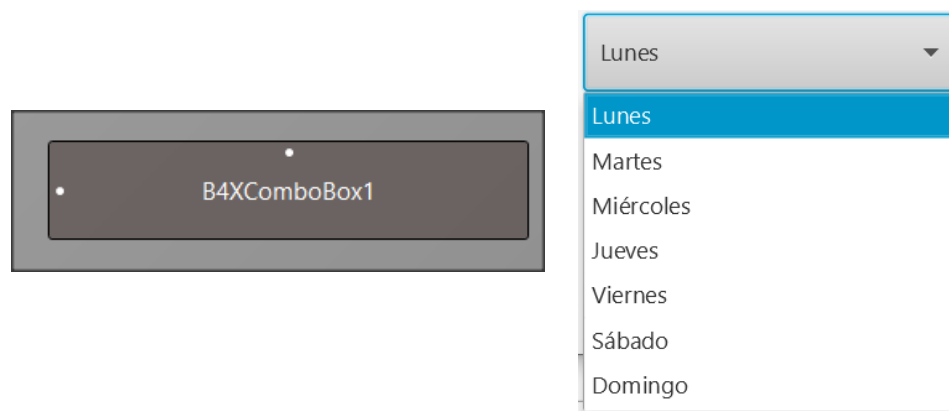 B4XComboBox1
Lunes
Lunes
Martes
Miércoles
Jueves
Viernes
Sábado
Domingo